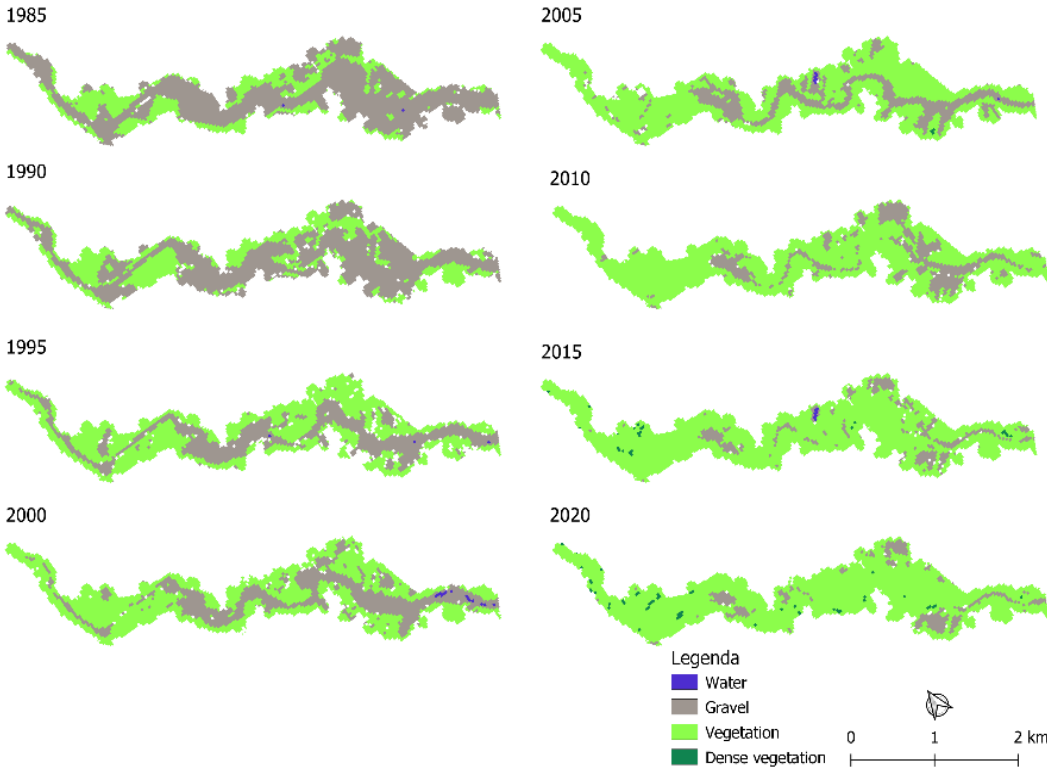 1985
2005
1990
2010
1995
2015
2000
2020
Legenda
Water
Gravel
Vegetation
Dense vegetation
0 1 2 km